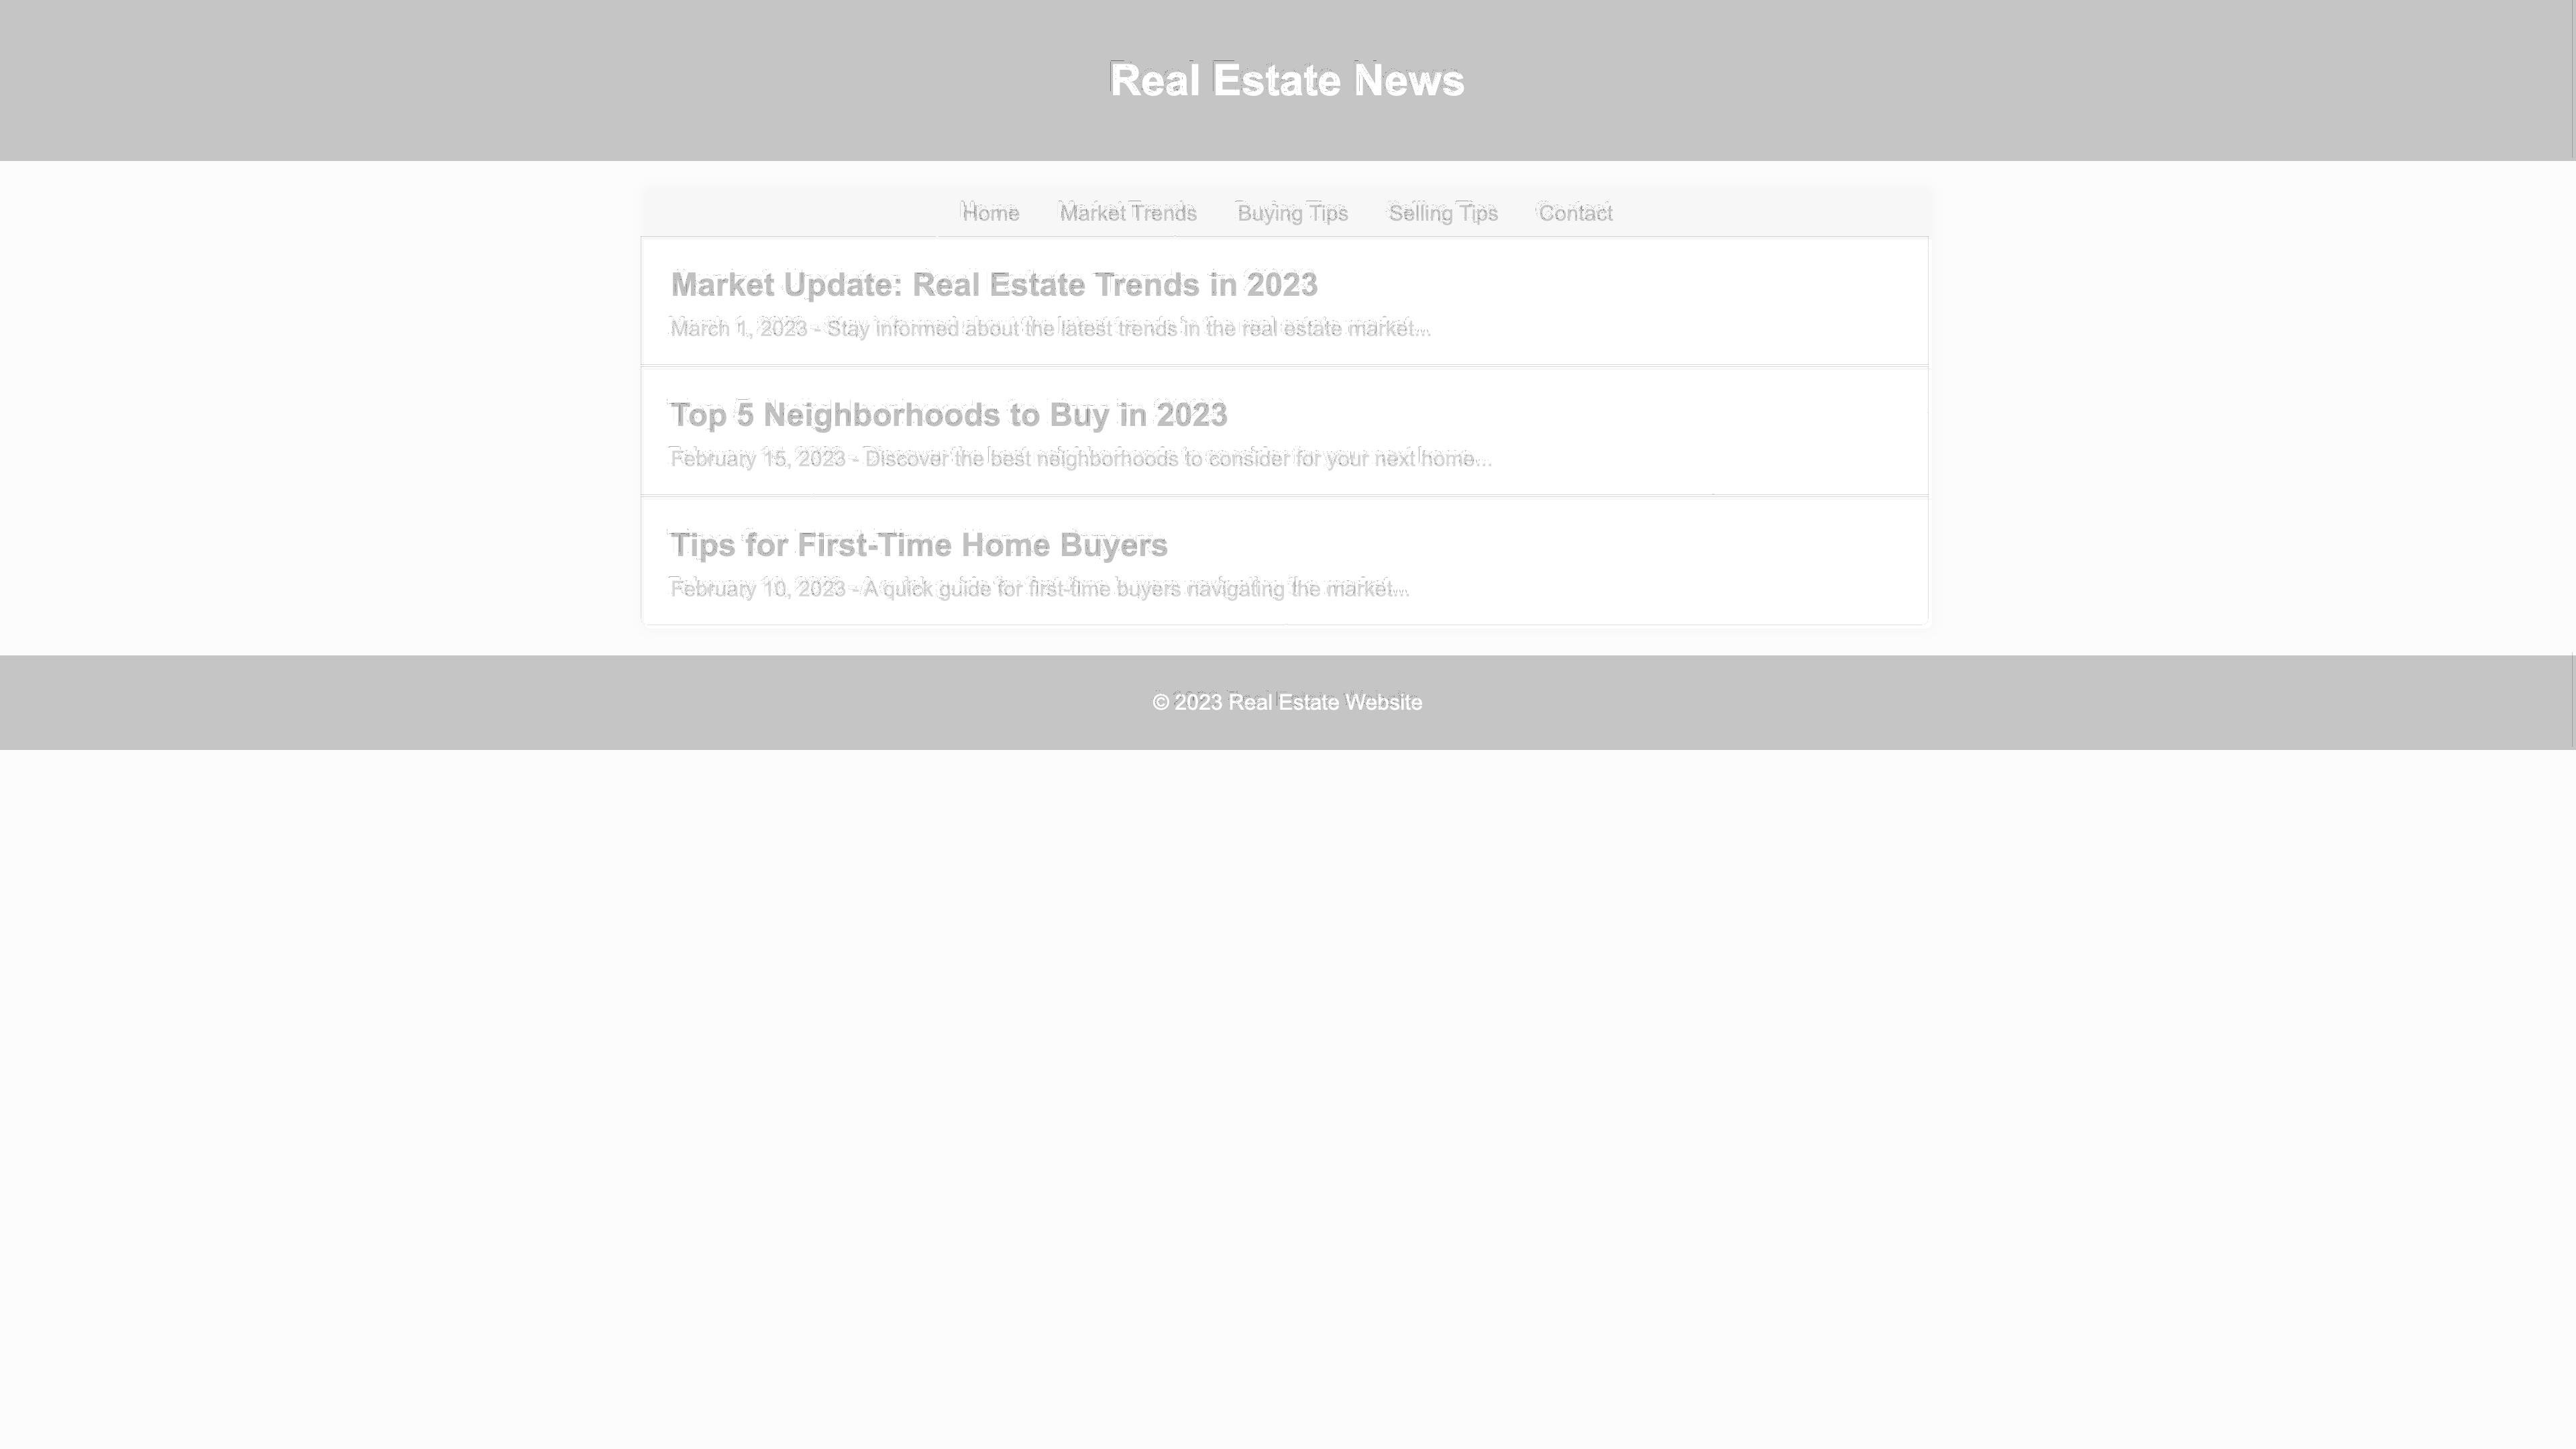 Real Estate News
Home Market Trends Buying Tips Selling Tips Contact
Market Update: Real Estate Trends in 2023
March 1, 2023 - Stay informed about the latest trends in the real estate market...
Top 5 Neighborhoods to Buy in 2023
February 15, 2023 - Discover the best neighborhoods to consider for your next home...
Tips for First-Time Home Buyers
February 10, 2023 - A quick guide for first-time buyers navigating the market...
© 2023 Real Estate Website